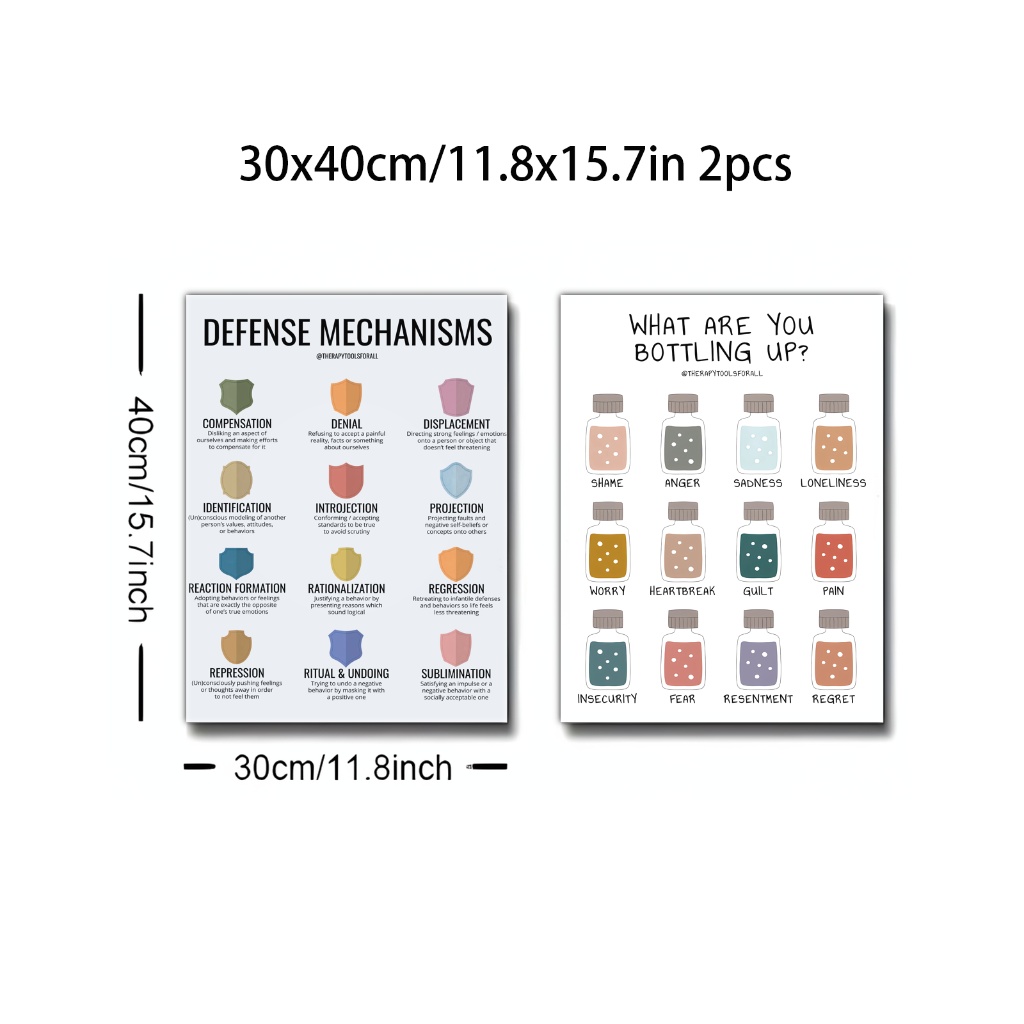 30x40cm/11.8x15.7in 2pcs
40cm/15.7inch
30cm/11.8inch
DEFENSE MECHANISMS
@THERAPYTOOLSFORALL
COMPENSATION
Disliking an aspect of
ourselves and making efforts
to compensate for it
DENIAL
Refusing to accept a painful
reality, facts or something
about ourselves
DISPLACEMENT
Directing strong feelings / emotions
onto a person or object that
doesn't feel threatening
IDENTIFICATION
(Un)conscious modeling of another
person's values, attitudes,
or behaviors
INTROJECTION
Conforming / accepting
standards to be true
to avoid scrutiny
PROJECTION
Projecting faults and
negative self-beliefs or
concepts onto others
REACTION FORMATION
Adopting behaviors or feelings
that are exactly the opposite
of one's true emotions
RATIONALIZATION
Justifying a behavior by
presenting reasons which
sound logical
REGRESSION
Retreating to infantile defenses
and behaviors so life feels
less threatening
REPRESSION
(Un)consciously pushing feelings
or thoughts away in order
to not feel them
RITUAL & UNDOING
Trying to undo a negative
behavior by masking it with
a positive one
SUBLIMINATION
Satisfying an impulse or a
negative behavior with a
socially acceptable one
WHAT ARE YOU
BOTTLING UP?
@THERAPYTOOLSFORALL
SHAME
ANGER
SADNESS
LONELINESS
WORRY
HEARTBREAK
GUILT
PAIN
INSECURITY
FEAR
RESENTMENT
REGRET